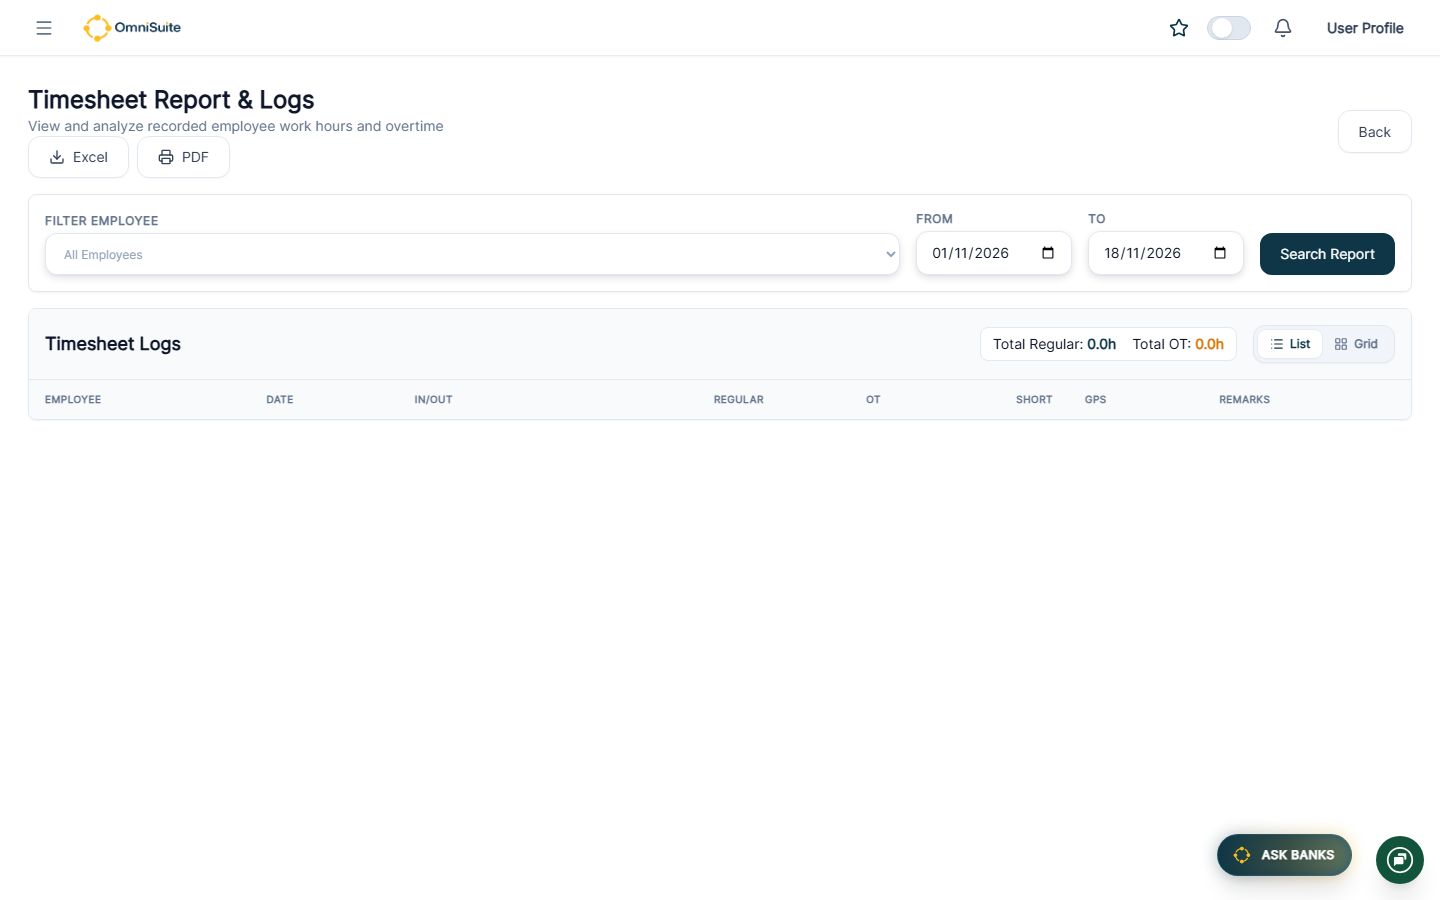 OmniSuite
User Profile
Timesheet Report & Logs
View and analyze recorded employee work hours and overtime
Excel
PDF
Back
FILTER EMPLOYEE
All Employees
FROM
01/11/2026
TO
18/11/2026
Search Report
Timesheet Logs
Total Regular: 0.0h Total OT: 0.0h
List
Grid
EMPLOYEE DATE IN/OUT REGULAR OT SHORT GPS REMARKS
ASK BANKS